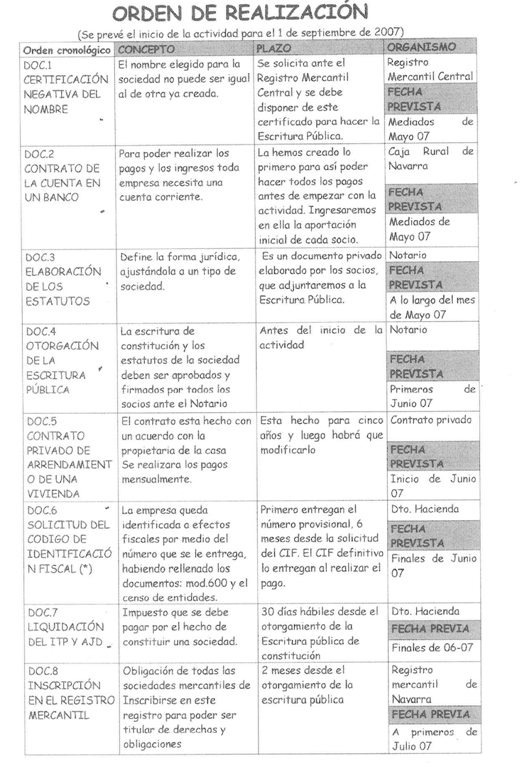 ORDEN DE REALIZACIÓN
(Se prevé el inicio de la actividad para el 1 de septiembre de 2007)
Orden cronológico CONCEPTO PLAZO ORGANISMO
DOC.1
CERTIFICACIÓN
NEGATIVA DEL
NOMBRE
El nombre elegido para la
sociedad no puede ser igual
al de otra ya creada.
Se solicita ante el
Registro Mercantil
Central y se debe
disponer de este
certificado para hacer la
Escritura Pública.
Registro
Mercantil Central
FECHA
PREVISTA
Mediados de
Mayo 07
DOC.2
CONTRATO DE
LA CUENTA EN
UN BANCO
Para poder realizar los
pagos y los ingresos toda
empresa necesita una
cuenta corriente.
La hemos creado lo
primero para así poder
hacer todos los pagos
antes de empezar con la
actividad. Ingresaremos
en ella la aportación
inicial de cada socio.
Caja Rural de
Navarra
FECHA
PREVISTA
Mediados de
Mayo 07
DOC.3
ELABORACIÓN
DE LOS
ESTATUTOS
Define la forma jurídica,
ajustándola a un tipo de
sociedad.
Es un documento privado
elaborado por los socios,
que adjuntaremos a la
Escritura Pública.
Notario
FECHA
PREVISTA
A lo largo del mes
de Mayo 07
DOC.4
OTORGACIÓN
DE LA
ESCRITURA
PÚBLICA
La escritura de
constitución y los
estatutos de la sociedad
deben ser aprobados y
firmados por todos los
socios ante el Notario
Antes del inicio de la
actividad
Notario
FECHA
PREVISTA
Primeros de
Junio 07
DOC.5
CONTRATO
PRIVADO DE
ARRENDAMIENT
O DE UNA
VIVIENDA
El contrato esta hecho con
un acuerdo con la
propietaria de la casa
Se realizara los pagos
mensualmente.
Esta hecho para cinco
años y luego habrá que
modificarlo
Contrato privado
FECHA
PREVISTA
Inicio de Junio
07
DOC.6
SOLICITUD DEL
CODIGO DE
IDENTIFICACIÓ
N FISCAL (*)
La empresa queda
identificada a efectos
fiscales por medio del
número que se le entrega,
habiendo rellenado los
documentos: mod.600 y el
censo de entidades.
Primero entregan el
número provisional, 6
meses desde la solicitud
del CIF. El CIF definitivo
lo entregan al realizar el
pago.
Dto. Hacienda
FECHA
PREVISTA
Finales de Junio
07
DOC.7
LIQUIDACIÓN
DEL ITP Y AJD
Impuesto que se debe
pagar por el hecho de
constituir una sociedad.
30 días hábiles desde el
otorgamiento de la
Escritura pública de
constitución
Dto. Hacienda
FECHA PREVIA
Finales de 06-07
DOC.8
INSCRIPCIÓN
EN EL REGISTRO
MERCANTIL
Obligación de todas las
sociedades mercantiles de
Inscribirse en este
registro para poder ser
titular de derechos y
obligaciones
2 meses desde el
otorgamiento de la
escritura pública
Registro
mercantil de
Navarra
FECHA PREVIA
A primeros de
Julio 07